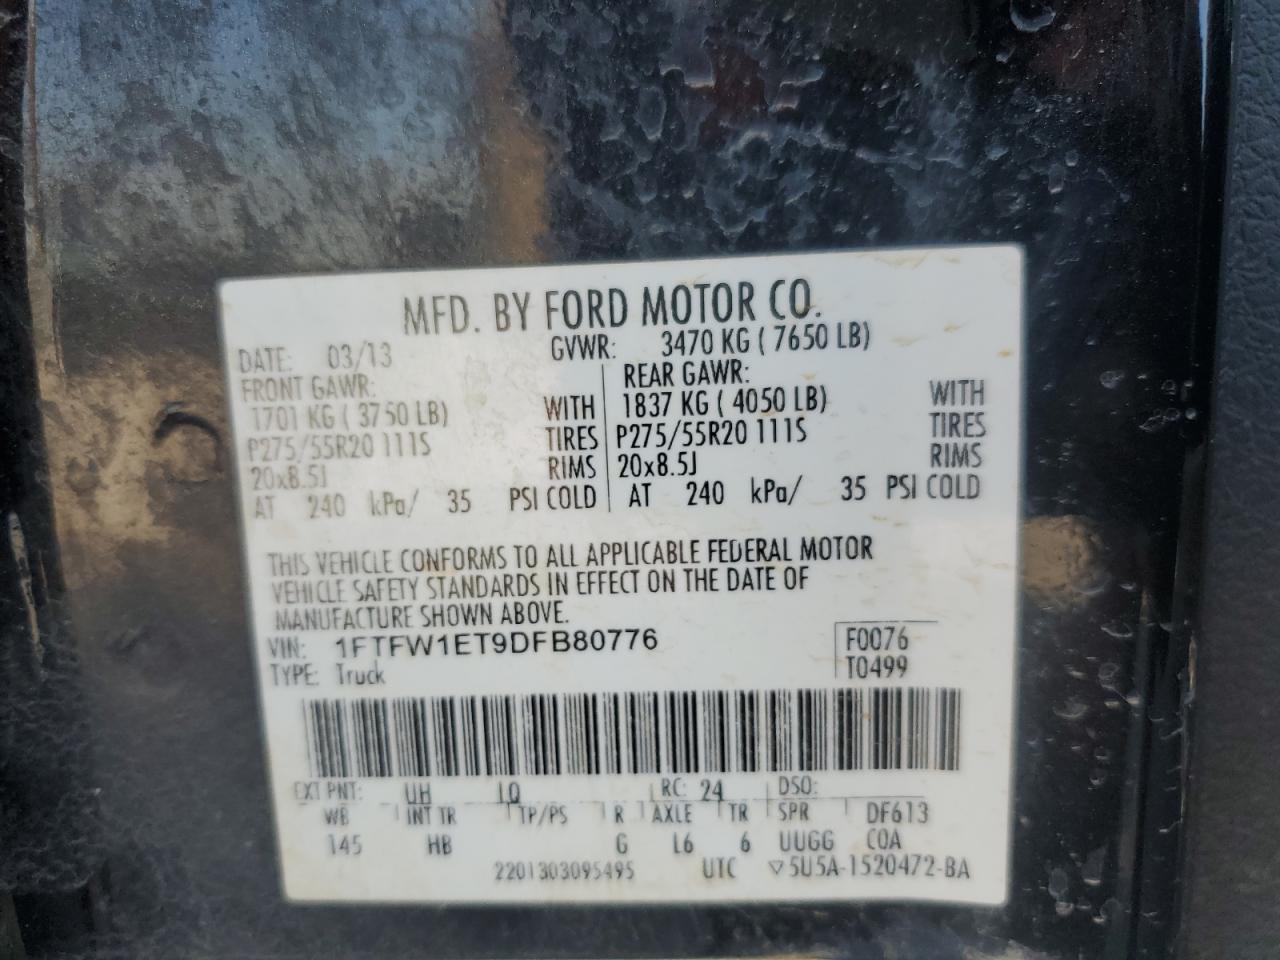 MFD. BY FORD MOTOR CO.
DATE: 03/13 GVWR: 3470 KG ( 7650 LB)
FRONT GAWR: REAR GAWR:
1701 KG ( 3750 LB) WITH 1837 KG ( 4050 LB) WITH
P275/55R20 111S TIRES P275/55R20 111S TIRES
20x8.5J RIMS 20x8.5J RIMS
AT 240 kPa/ 35 PSI COLD AT 240 kPa/ 35 PSI COLD
THIS VEHICLE CONFORMS TO ALL APPLICABLE FEDERAL MOTOR
VEHICLE SAFETY STANDARDS IN EFFECT ON THE DATE OF
MANUFACTURE SHOWN ABOVE.
VIN: 1FTFW1ET9DFB80776 F0076
TYPE: Truck T0499
EXT PNT: UH LQ RC: 24 DSO:
WB INT TR TP/PS R AXLE TR SPR DF613
145 HB G L6 6 UUGG COA
2201303095495 UTC ▽5U5A-1520472-BA